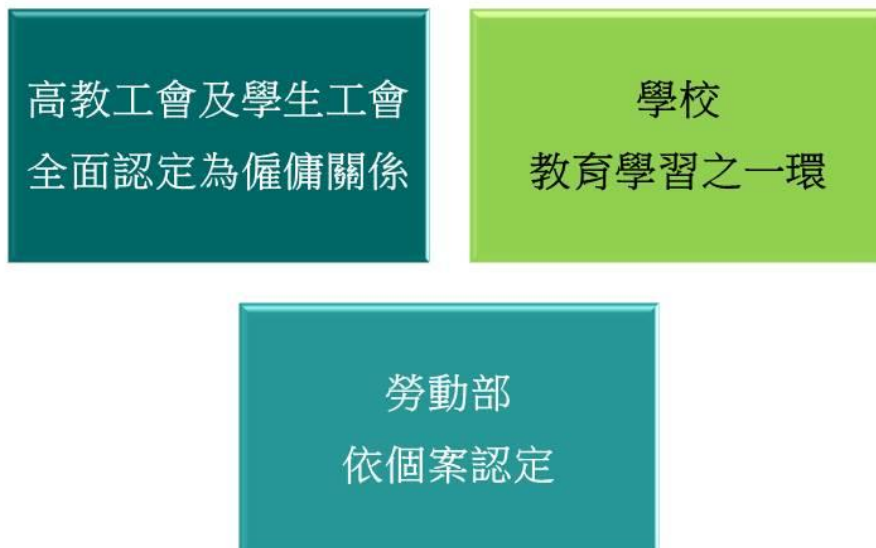 高教工會及學生工會
全面認定為僱傭關係
學校
教育學習之一環
勞動部
依個案認定